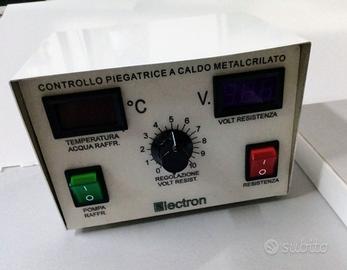 CONTROLLO PIEGATRICE A CALDO METALCRILATO
°C
V.
TEMPERATURA
ACQUA RAFFR.
VOLT RESISTENZA
0 1 2 3 4 5 6 7 8 9 10
REGOLAZIONE
VOLT RESIST.
I
O
POMPA
RAFFR.
I
O
RESISTENZA
Electron
subito